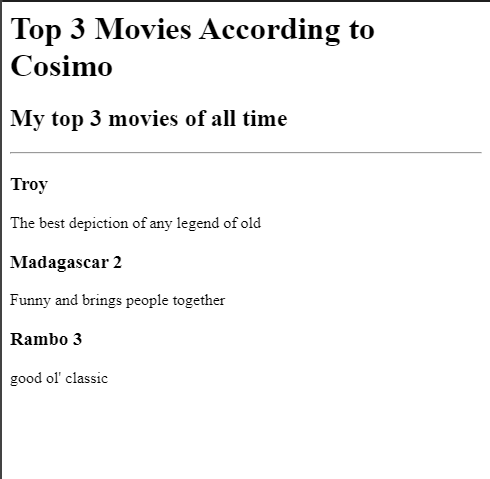 Top 3 Movies According to
Cosimo
My top 3 movies of all time
Troy
The best depiction of any legend of old
Madagascar 2
Funny and brings people together
Rambo 3
good ol' classic